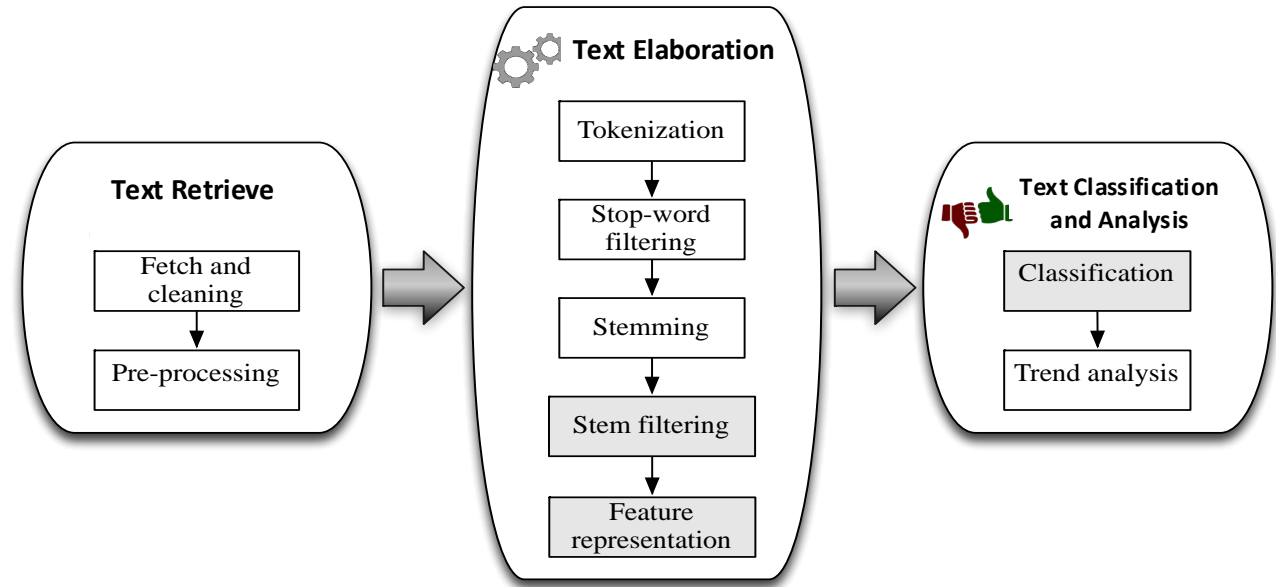 Text Retrieve
Fetch and
cleaning
Pre-processing
Text Elaboration
Tokenization
Stop-word
filtering
Stemming
Stem filtering
Feature
representation
Text Classification
and Analysis
Classification
Trend analysis